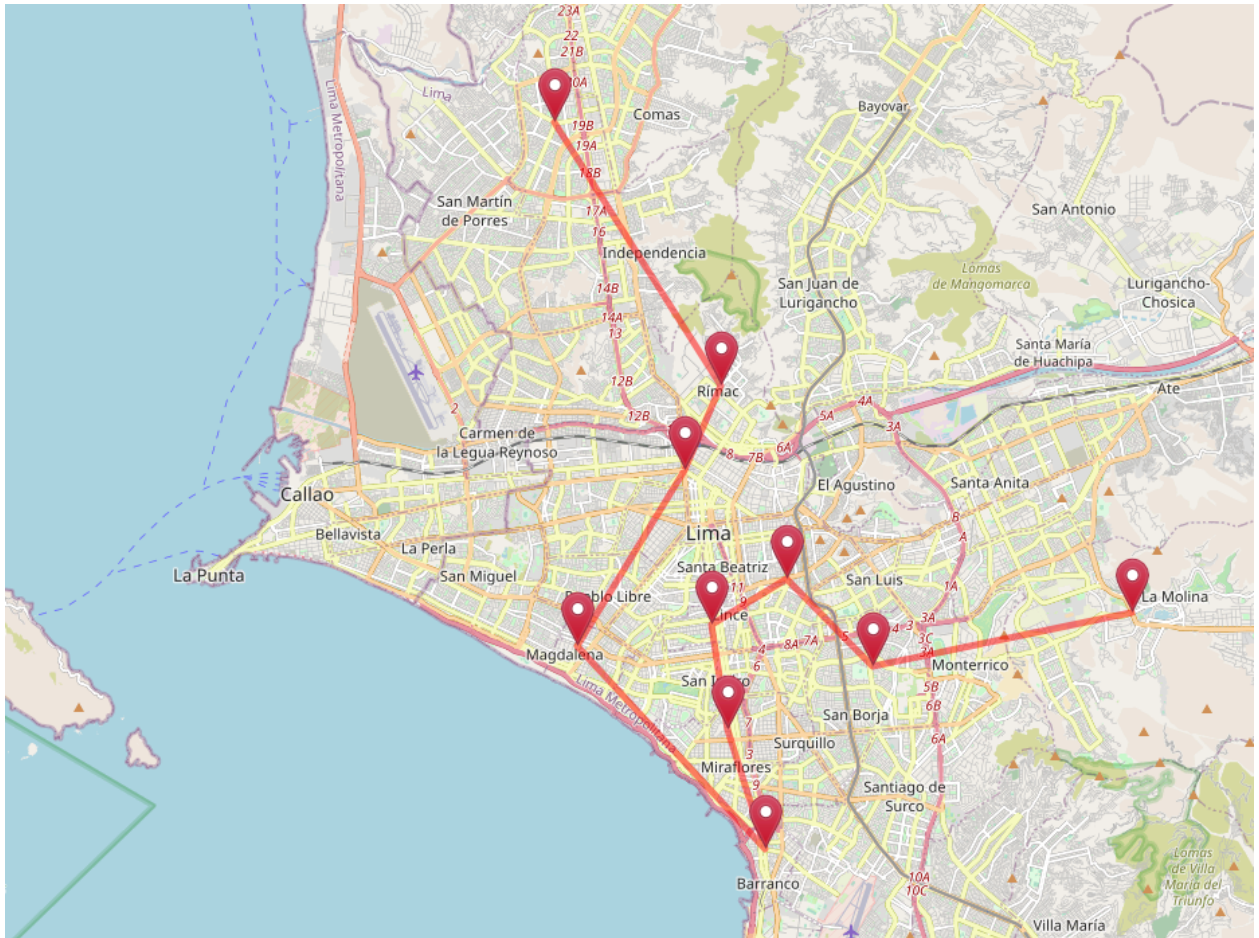 23A
22
21B
20A
Lima
Comas
Bayovar
19B
19A
18B
Lima Metropolitana
San Martín
de Porres
17A
16
San Antonio
Independencia
Lomas
de Mangomarca
San Juan de
Lurigancho
Lurigancho-
Chosica
14B
14A
13
Santa María
de Huachipa
12B
Rímac
Ate
2
12B
5A
4A
3A
Carmen de
la Legua Reynoso
8
7B
6A
El Agustino
Santa Anita
Callao
B
A
Bellavista
La Perla
Lima
La Punta
San Miguel
Santa Beatriz
San Luis
1A
11
9
Pueblo Libre
La Molina
Lince
3A
4
3
5
3C
3A
8A
7A
4
6
Magdalena
Monterrico
San Isidro
Lima Metropolitana
5B
6B
7
San Borja
6A
Surquillo
3
Miraflores
9
Santiago de
Surco
Lomas
de Villa
María del
Triunfo
Barranco
10A
10C
Villa María